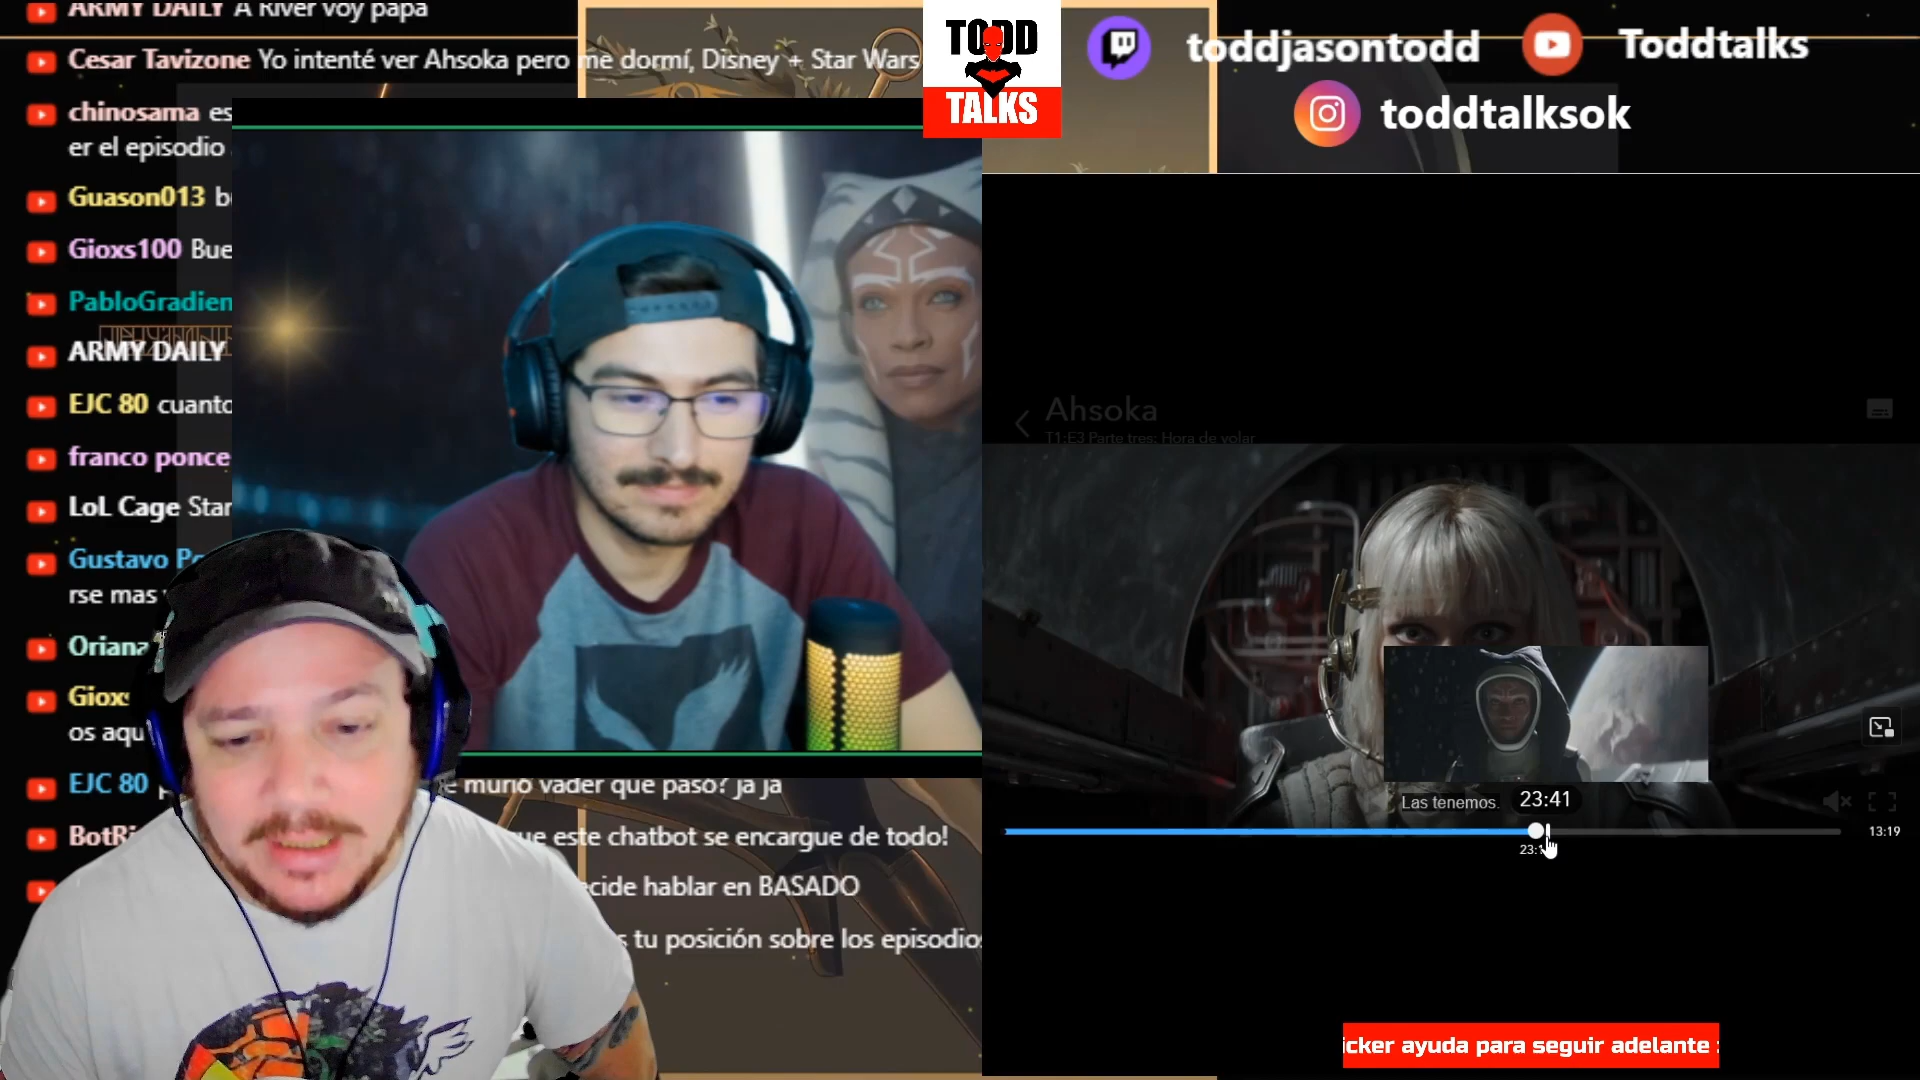 ARMY DAILY A River voy papa
Cesar Tavizone Yo intenté ver Ahsoka pero me dormí, Disney + Star Wars
chinosama es
er el episodio
Guason013 b
Gioxs100 Bue
PabloGradien
ARMY DAILY
EJC 80 cuanto
franco ponce
LoL Cage Star
Gustavo P
rse mas
Oriana
Giox
os aqu
EJC 80
e murio vader que paso? ja ja
BotRi
ue este chatbot se encargue de todo!
ecide hablar en BASADO
s tu posición sobre los episodios
TODD
TALKS
toddjasontodd
Toddtalks
toddtalksok
Ahsoka
T1:E3 Parte tres: Hora de volar
Las tenemos.
23:41
13:19
23:
icker ayuda para seguir adelante :